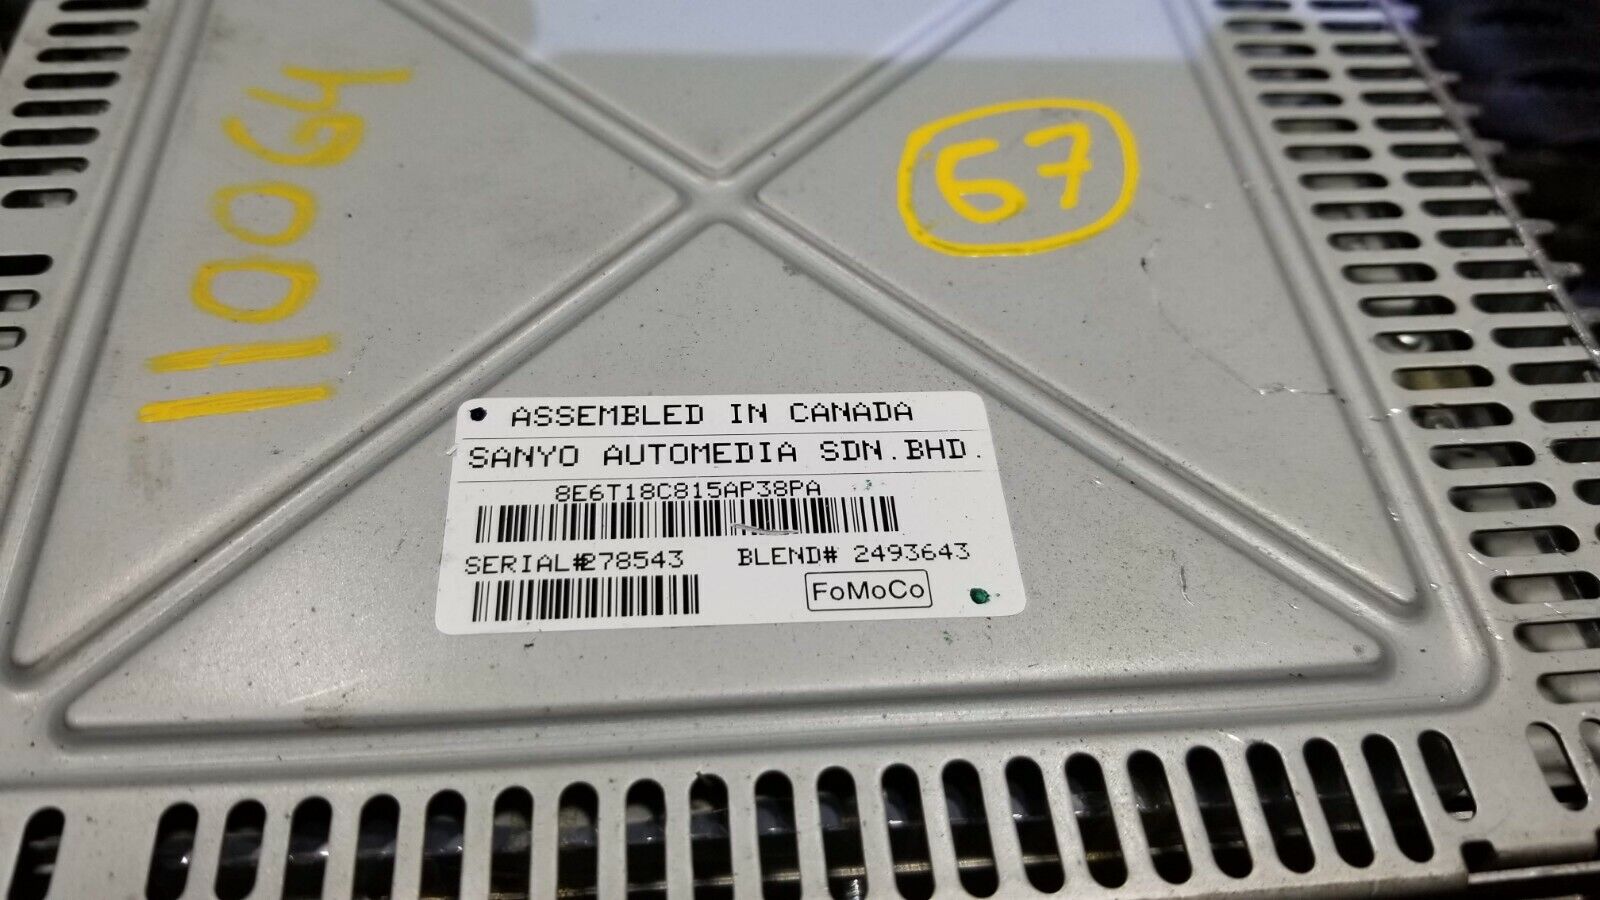 110064
67
ASSEMBLED IN CANADA
SANYO AUTOMEDIA SDN.BHD.
8E6T18C815AP38PA
SERIAL#278543 BLEND# 2493643
FoMoCo